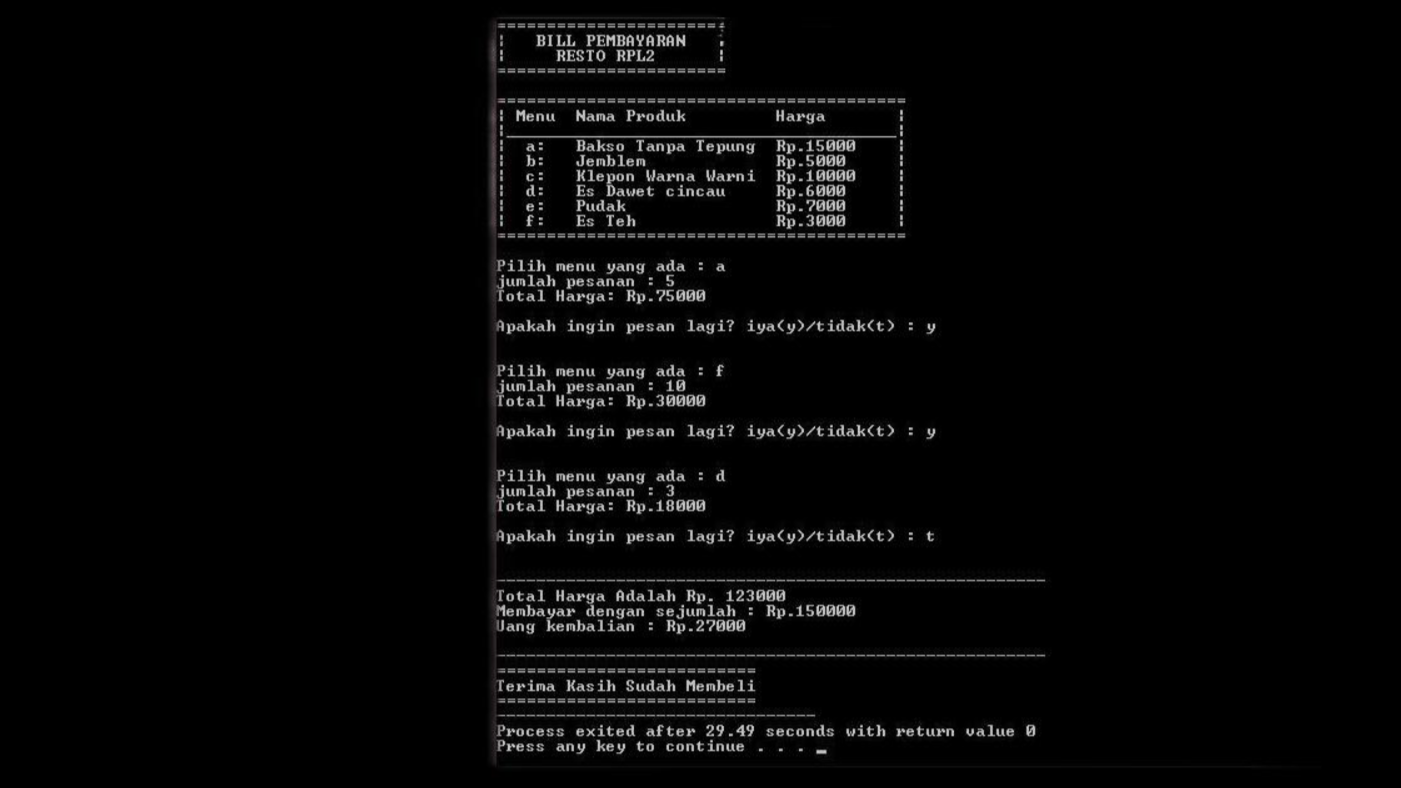 =======================
¦   BILL PEMBAYARAN   ¦
¦     RESTO RPL2      ¦
=======================
=========================================
¦ Menu  Nama Produk         Harga       ¦
¦_______________________________________¦
¦  a:   Bakso Tanpa Tepung  Rp.15000    ¦
¦  b:   Jemblem             Rp.5000     ¦
¦  c:   Klepon Warna Warni  Rp.10000    ¦
¦  d:   Es Dawet cincau     Rp.6000     ¦
¦  e:   Pudak               Rp.7000     ¦
¦  f:   Es Teh              Rp.3000     ¦
=========================================
Pilih menu yang ada : a
jumlah pesanan : 5
Total Harga: Rp.75000
Apakah ingin pesan lagi? iya(y)/tidak(t) : y
Pilih menu yang ada : f
jumlah pesanan : 10
Total Harga: Rp.30000
Apakah ingin pesan lagi? iya(y)/tidak(t) : y
Pilih menu yang ada : d
jumlah pesanan : 3
Total Harga: Rp.18000
Apakah ingin pesan lagi? iya(y)/tidak(t) : t
_______________________________________________________
Total Harga Adalah Rp. 123000
Membayar dengan sejumlah : Rp.150000
Uang kembalian : Rp.27000
_______________________________________________________
==========================
Terima Kasih Sudah Membeli
==========================
--------------------------------
Process exited after 29.49 seconds with return value 0
Press any key to continue . . . _